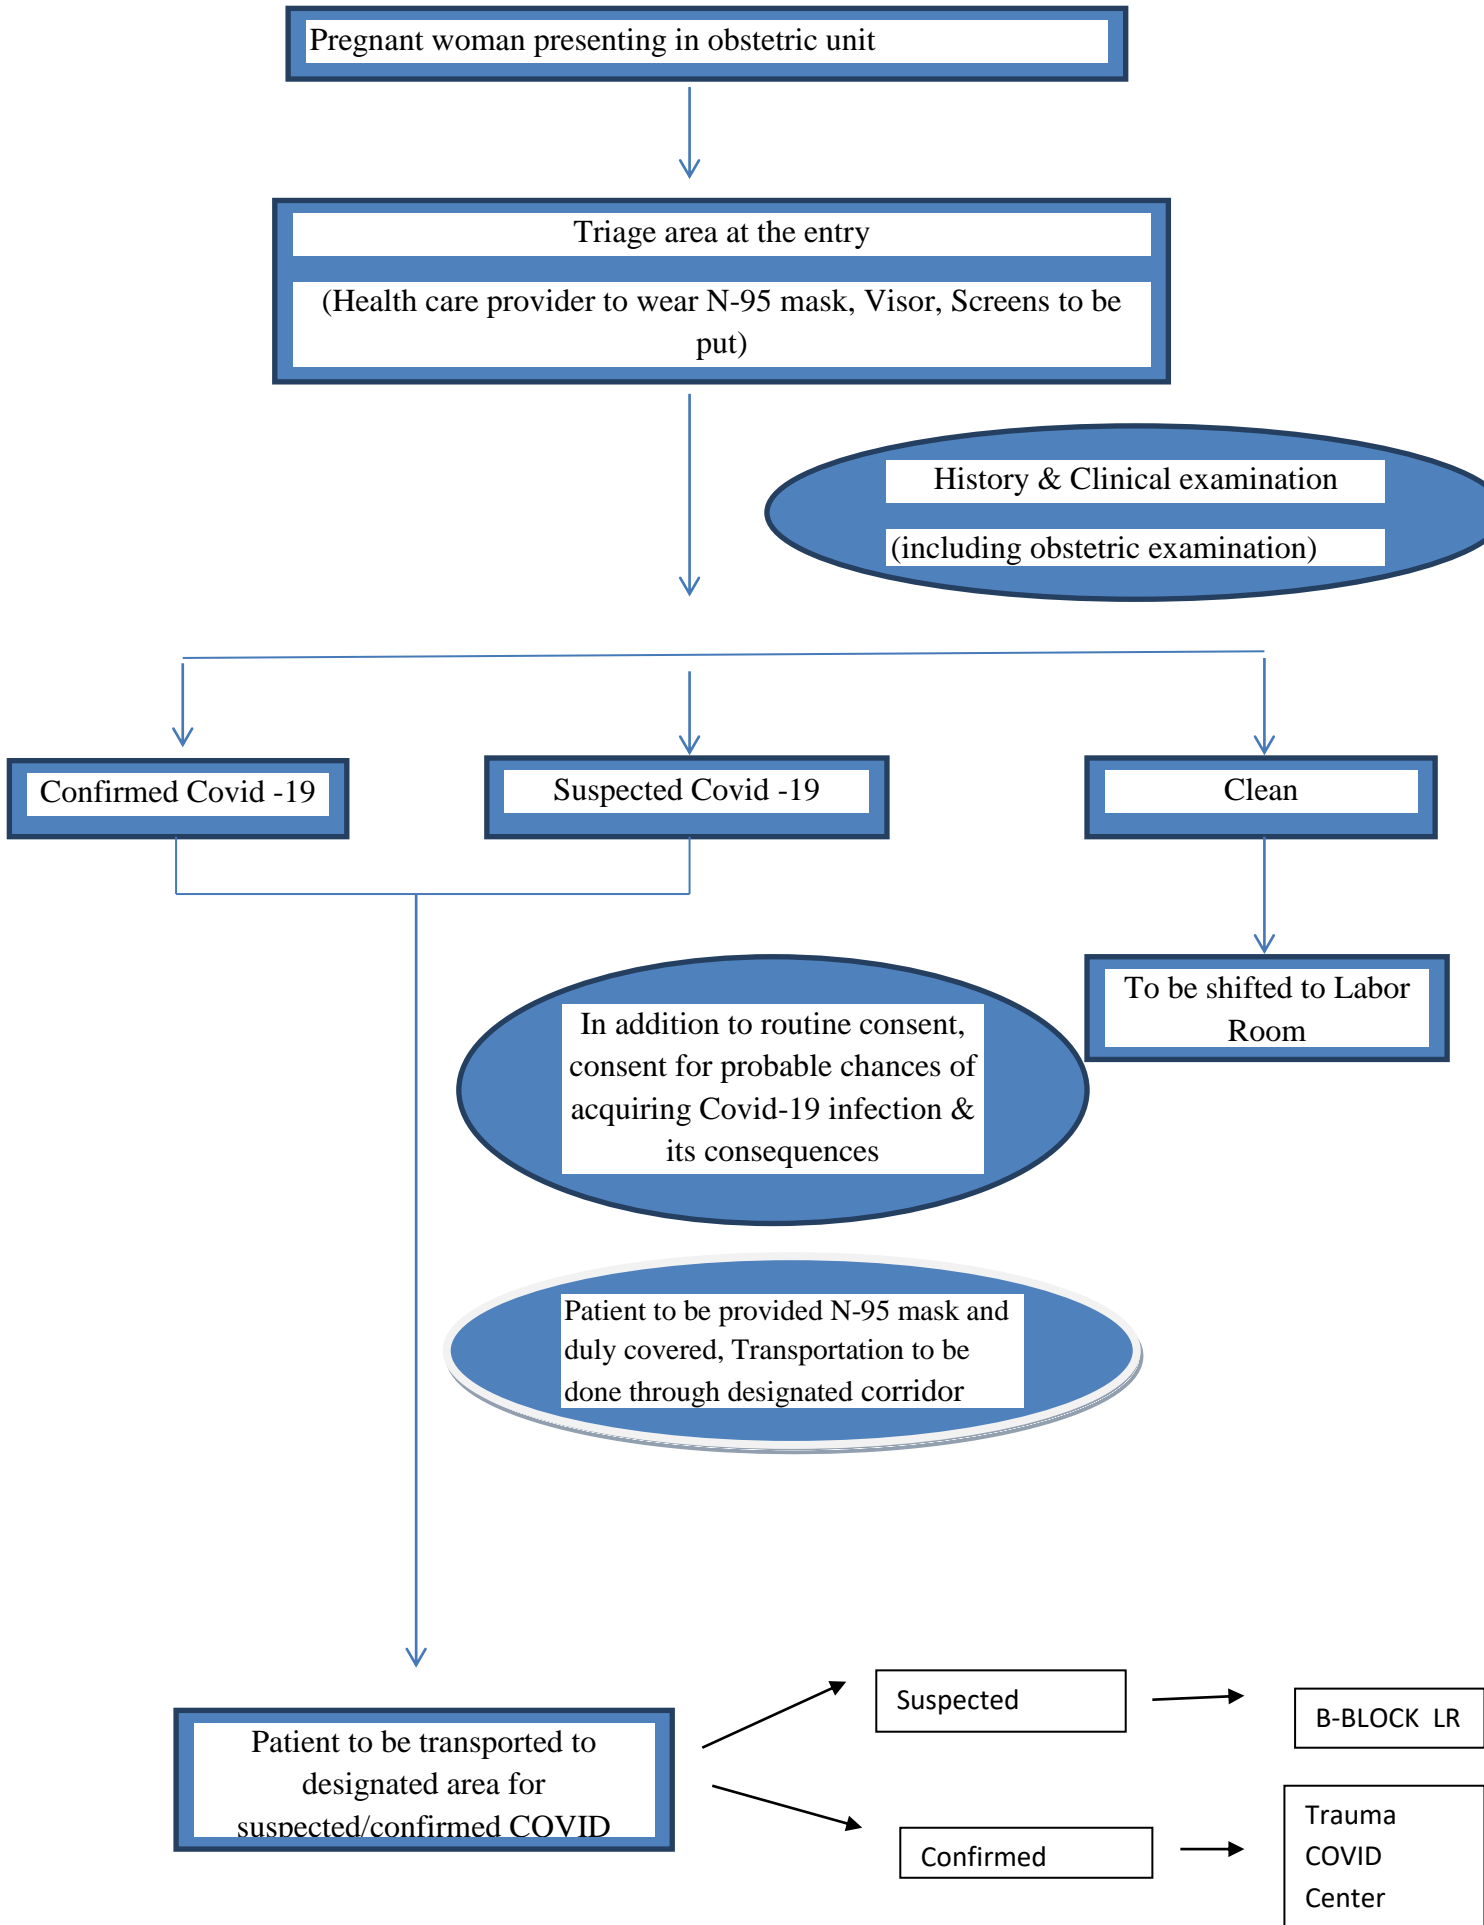 Pregnant woman presenting in obstetric unit
Triage area at the entry
(Health care provider to wear N-95 mask, Visor, Screens to be
put)
History & Clinical examination
(including obstetric examination)
Confirmed Covid -19
Suspected Covid -19
Clean
To be shifted to Labor
Room
In addition to routine consent,
consent for probable chances of
acquiring Covid-19 infection &
its consequences
Patient to be provided N-95 mask and
duly covered, Transportation to be
done through designated corridor
Patient to be transported to
designated area for
suspected/confirmed COVID
Suspected
B-BLOCK LR
Confirmed
Trauma
COVID
Center